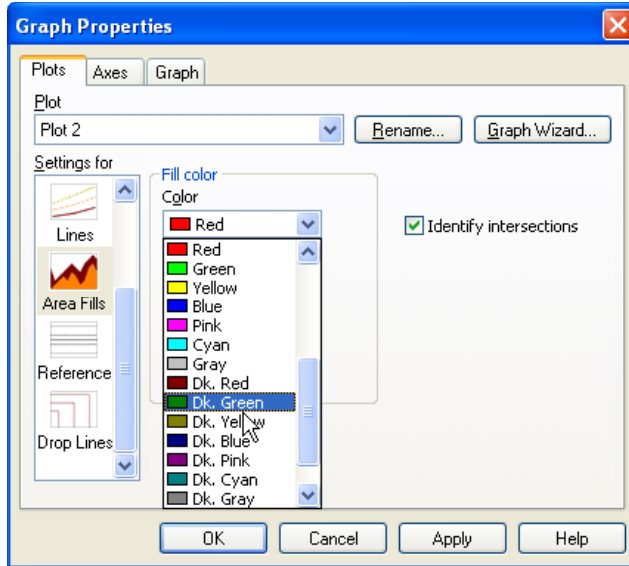 Graph Properties
Plots Axes Graph
Plot
Plot 2 Rename... Graph Wizard...
Settings for
Fill color
Color
Red
Identify intersections
Lines
Area Fills
Reference
Drop Lines
Red
Green
Yellow
Blue
Pink
Cyan
Gray
Dk. Red
Dk. Green
Dk. Yellow
Dk. Blue
Dk. Pink
Dk. Cyan
Dk. Gray
OK Cancel Apply Help